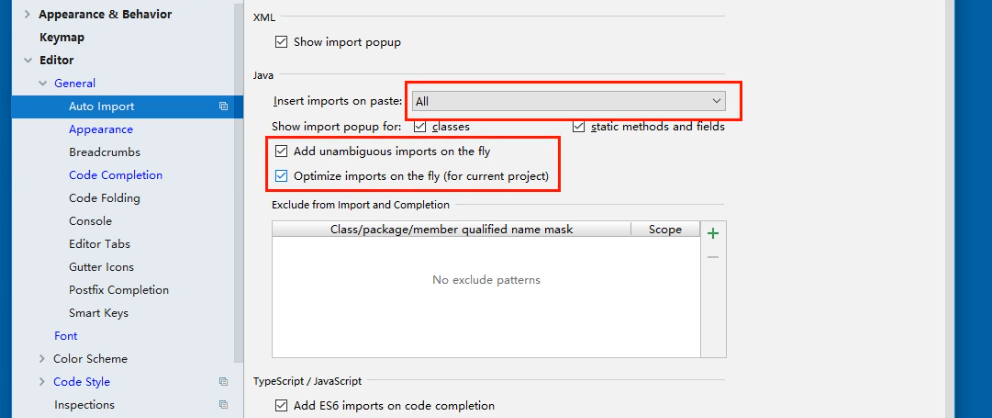 Appearance & Behavior
Keymap
Editor
General
Auto Import
Appearance
Breadcrumbs
Code Completion
Code Folding
Console
Editor Tabs
Gutter Icons
Postfix Completion
Smart Keys
Font
Color Scheme
Code Style
Inspections
XML
Show import popup
Java
Insert imports on paste: All
Show import popup for: classes static methods and fields
Add unambiguous imports on the fly
Optimize imports on the fly (for current project)
Exclude from Import and Completion
Class/package/member qualified name mask Scope
No exclude patterns
TypeScript / JavaScript
Add ES6 imports on code completion